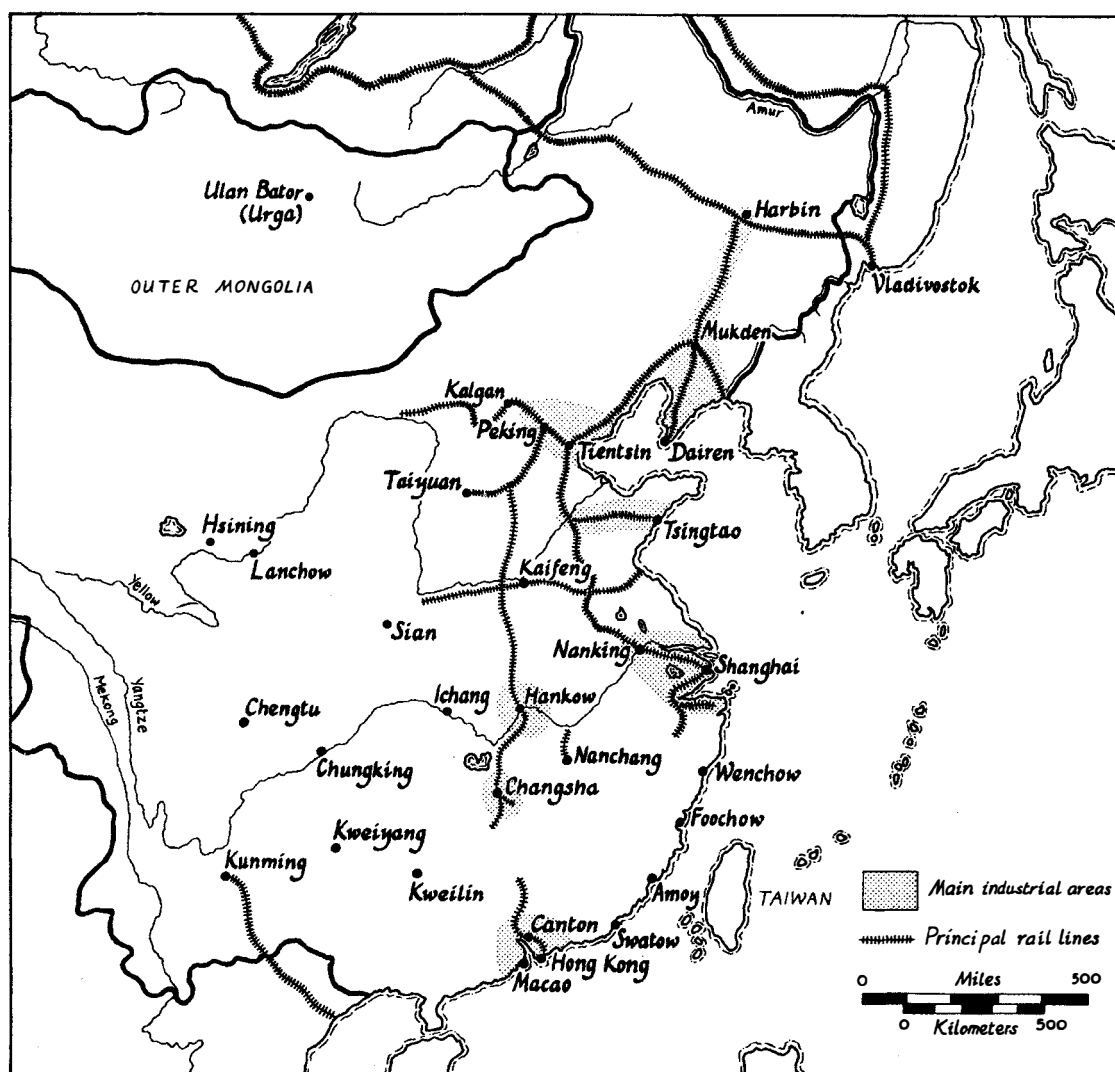 Amur
Ulan Bator
(Urga)
Harbin
OUTER MONGOLIA
Vladivostok
Mukden
Kalgan
Peking
Tientsin
Dairen
Taiyuan
Tsingtao
Hsining
Lanchow
Kaifeng
Yellow
Sian
Nanking
Shanghai
Mekong
Yangtze
Ichang
Hankow
Chengtu
Chungking
Nanchang
Wenchow
Changsha
Foochow
Kweiyang
Kunming
Kweilin
Amoy
TAIWAN
Swatow
Canton
Hong Kong
Macao
Main industrial areas
Principal rail lines
0 Miles 500
0 Kilometers 500